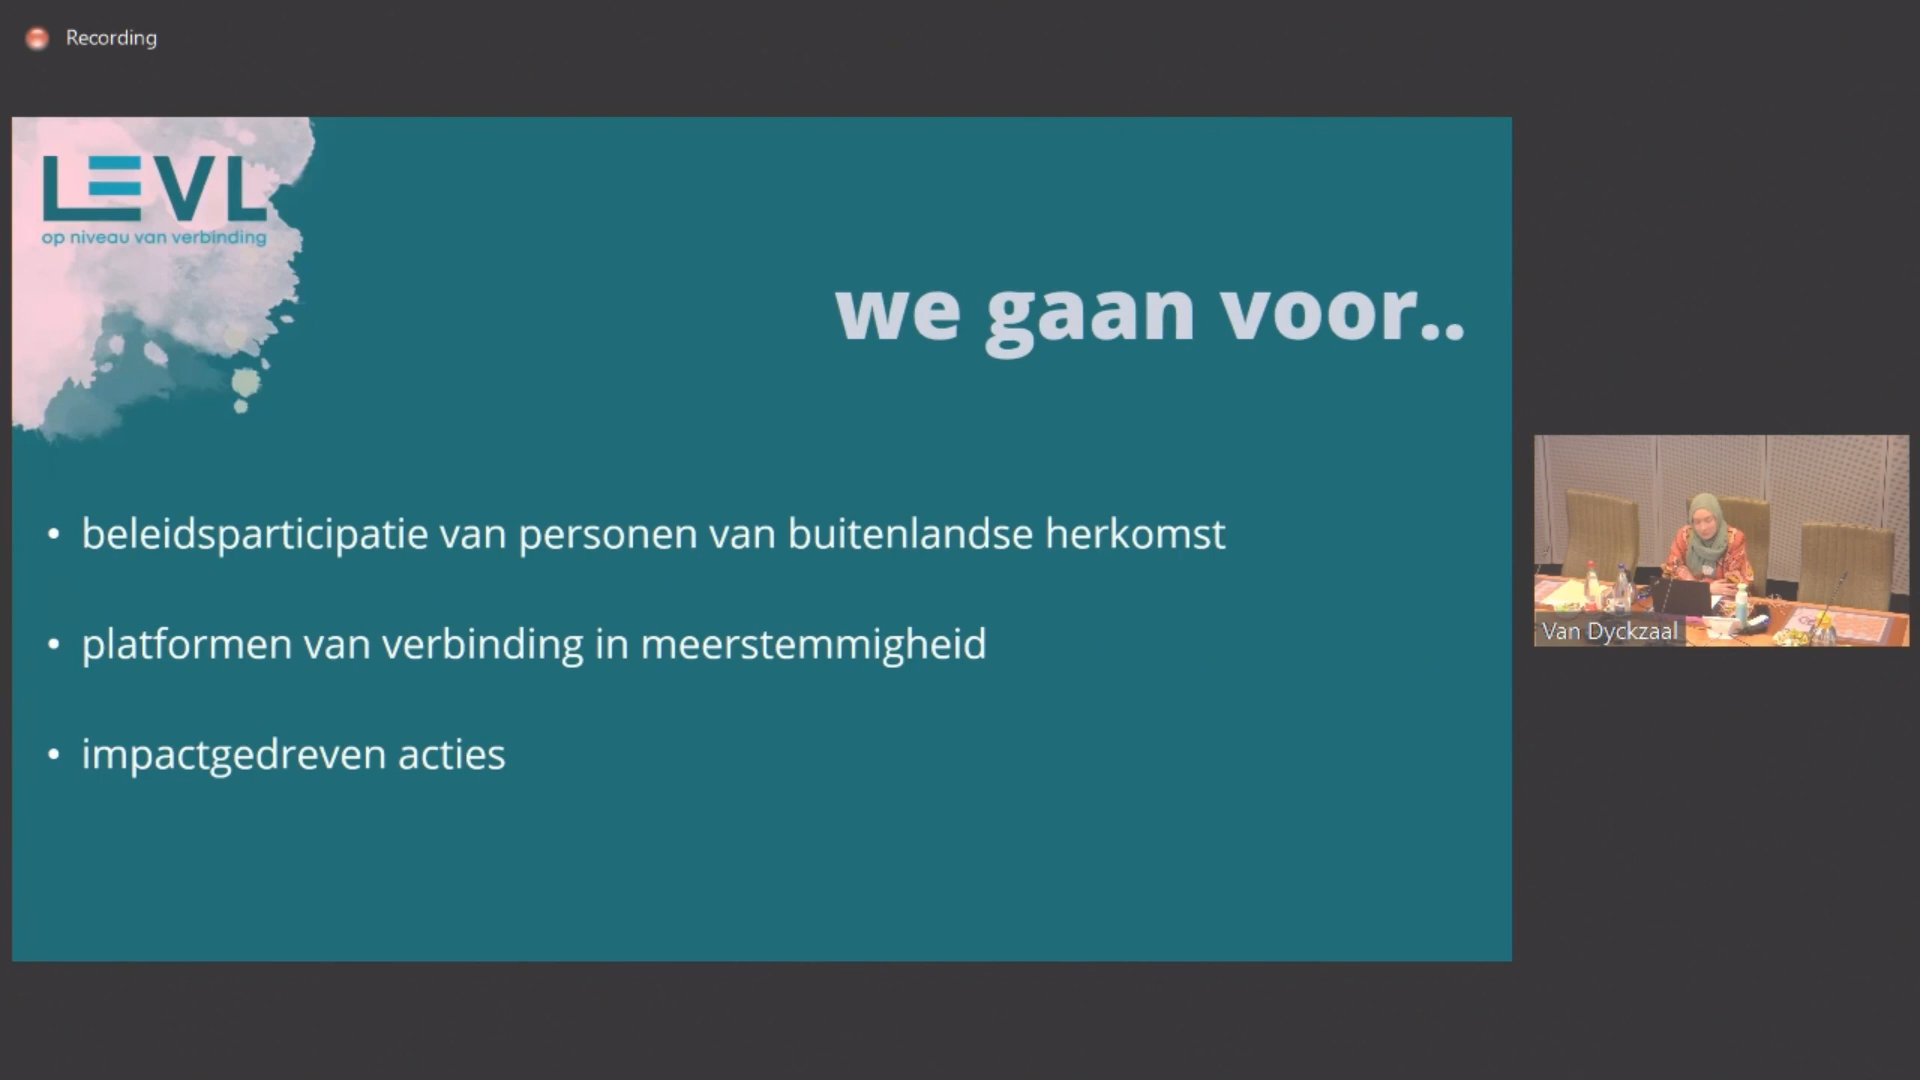 Recording
LEVL
op niveau van verbinding
we gaan voor..
• beleidsparticipatie van personen van buitenlandse herkomst
• platformen van verbinding in meerstemmigheid
• impactgedreven acties
Van Dyckzaal